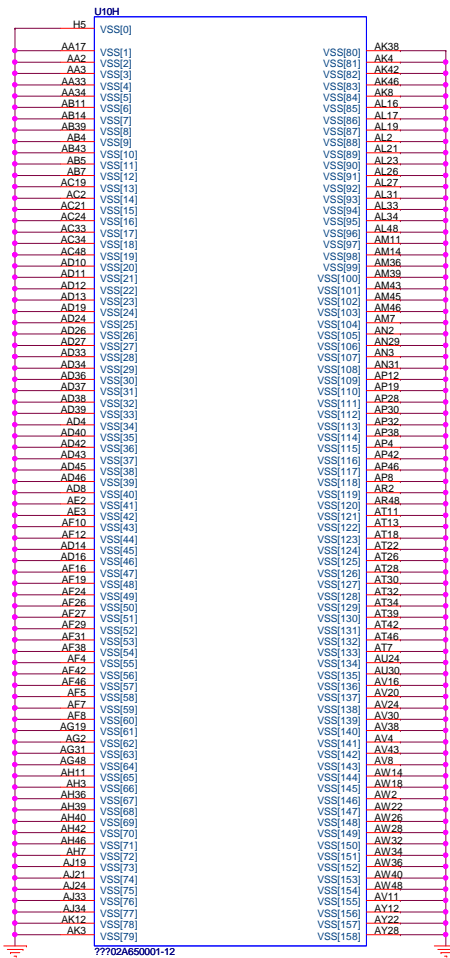 U10H
H5 VSS[0]
AA17 VSS[1]
AA2 VSS[2]
AA3 VSS[3]
AA33 VSS[4]
AA34 VSS[5]
AB11 VSS[6]
AB14 VSS[7]
AB39 VSS[8]
AB4 VSS[9]
AB43 VSS[10]
AB5 VSS[11]
AB7 VSS[12]
AC19 VSS[13]
AC2 VSS[14]
AC21 VSS[15]
AC24 VSS[16]
AC33 VSS[17]
AC34 VSS[18]
AC48 VSS[19]
AD10 VSS[20]
AD11 VSS[21]
AD12 VSS[22]
AD13 VSS[23]
AD19 VSS[24]
AD24 VSS[25]
AD26 VSS[26]
AD27 VSS[27]
AD33 VSS[28]
AD34 VSS[29]
AD36 VSS[30]
AD37 VSS[31]
AD38 VSS[32]
AD39 VSS[33]
AD4 VSS[34]
AD40 VSS[35]
AD42 VSS[36]
AD43 VSS[37]
AD45 VSS[38]
AD46 VSS[39]
AD8 VSS[40]
AE2 VSS[41]
AE3 VSS[42]
AF10 VSS[43]
AF12 VSS[44]
AD14 VSS[45]
AD16 VSS[46]
AF16 VSS[47]
AF19 VSS[48]
AF24 VSS[49]
AF26 VSS[50]
AF27 VSS[51]
AF29 VSS[52]
AF31 VSS[53]
AF38 VSS[54]
AF4 VSS[55]
AF42 VSS[56]
AF46 VSS[57]
AF5 VSS[58]
AF7 VSS[59]
AF8 VSS[60]
AG19 VSS[61]
AG2 VSS[62]
AG31 VSS[63]
AG48 VSS[64]
AH11 VSS[65]
AH3 VSS[66]
AH36 VSS[67]
AH39 VSS[68]
AH40 VSS[69]
AH42 VSS[70]
AH46 VSS[71]
AH7 VSS[72]
AJ19 VSS[73]
AJ21 VSS[74]
AJ24 VSS[75]
AJ33 VSS[76]
AJ34 VSS[77]
AK12 VSS[78]
AK3 VSS[79]
VSS[80] AK38
VSS[81] AK4
VSS[82] AK42
VSS[83] AK46
VSS[84] AK8
VSS[85] AL16
VSS[86] AL17
VSS[87] AL19
VSS[88] AL2
VSS[89] AL21
VSS[90] AL23
VSS[91] AL26
VSS[92] AL27
VSS[93] AL31
VSS[94] AL33
VSS[95] AL34
VSS[96] AL48
VSS[97] AM11
VSS[98] AM14
VSS[99] AM36
VSS[100] AM39
VSS[101] AM43
VSS[102] AM45
VSS[103] AM46
VSS[104] AM7
VSS[105] AN2
VSS[106] AN29
VSS[107] AN3
VSS[108] AN31
VSS[109] AP12
VSS[110] AP19
VSS[111] AP28
VSS[112] AP30
VSS[113] AP32
VSS[114] AP38
VSS[115] AP4
VSS[116] AP42
VSS[117] AP46
VSS[118] AP8
VSS[119] AR2
VSS[120] AR48
VSS[121] AT11
VSS[122] AT13
VSS[123] AT18
VSS[124] AT22
VSS[125] AT26
VSS[126] AT28
VSS[127] AT30
VSS[128] AT32
VSS[129] AT34
VSS[130] AT39
VSS[131] AT42
VSS[132] AT46
VSS[133] AT7
VSS[134] AU24
VSS[135] AU30
VSS[136] AV16
VSS[137] AV20
VSS[138] AV24
VSS[139] AV30
VSS[140] AV38
VSS[141] AV4
VSS[142] AV43
VSS[143] AV8
VSS[144] AW14
VSS[145] AW18
VSS[146] AW2
VSS[147] AW22
VSS[148] AW26
VSS[149] AW28
VSS[150] AW32
VSS[151] AW34
VSS[152] AW36
VSS[153] AW40
VSS[154] AW48
VSS[155] AV11
VSS[156] AY12
VSS[157] AY22
VSS[158] AY28
???02A650001-12